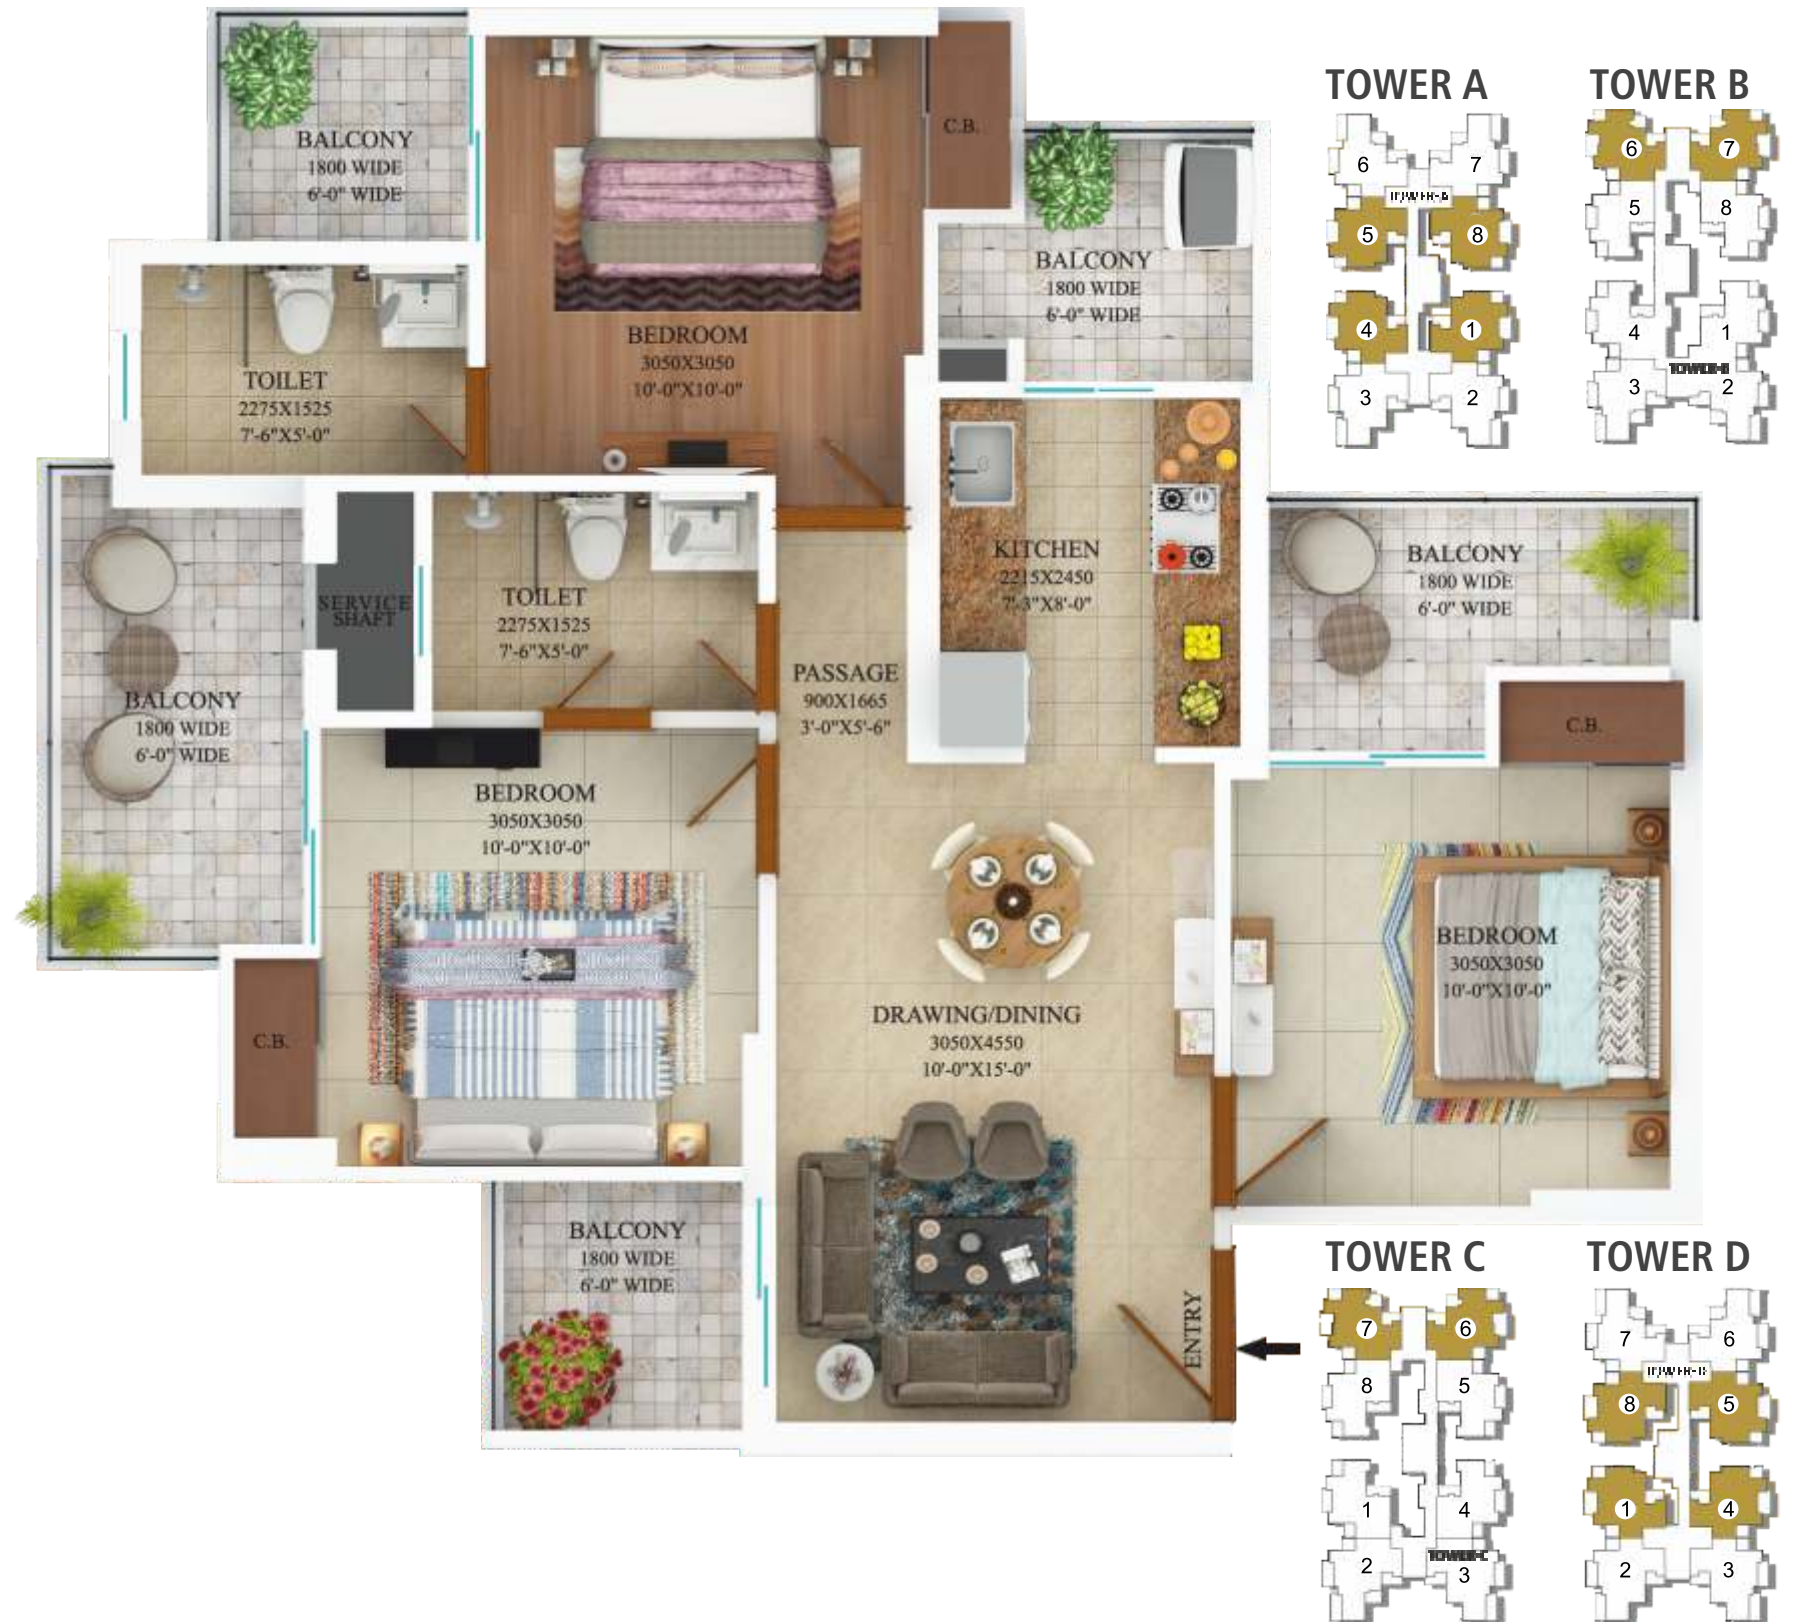 BALCONY
1800 WIDE
6'-0" WIDE
C.B.
BALCONY
1800 WIDE
6'-0" WIDE
BEDROOM
3050X3050
10'-0"X10'-0"
TOILET
2275X1525
7'-6"X5'-0"
KITCHEN
2215X2450
7'-3"X8'-0"
BALCONY
1800 WIDE
6'-0" WIDE
SERVICE
SHAFT
TOILET
2275X1525
7'-6"X5'-0"
PASSAGE
900X1665
3'-0"X5'-6"
BALCONY
1800 WIDE
6'-0" WIDE
C.B.
BEDROOM
3050X3050
10'-0"X10'-0"
BEDROOM
3050X3050
10'-0"X10'-0"
C.B.
DRAWING/DINING
3050X4550
10'-0"X15'-0"
BALCONY
1800 WIDE
6'-0" WIDE
ENTRY
TOWER A
6
7
5
8
4
1
3
2
TOWER B
6
7
5
8
4
1
TOWER-B
3
2
TOWER C
7
6
8
5
1
4
TOWER-C
2
3
TOWER D
7
6
8
5
1
4
2
3